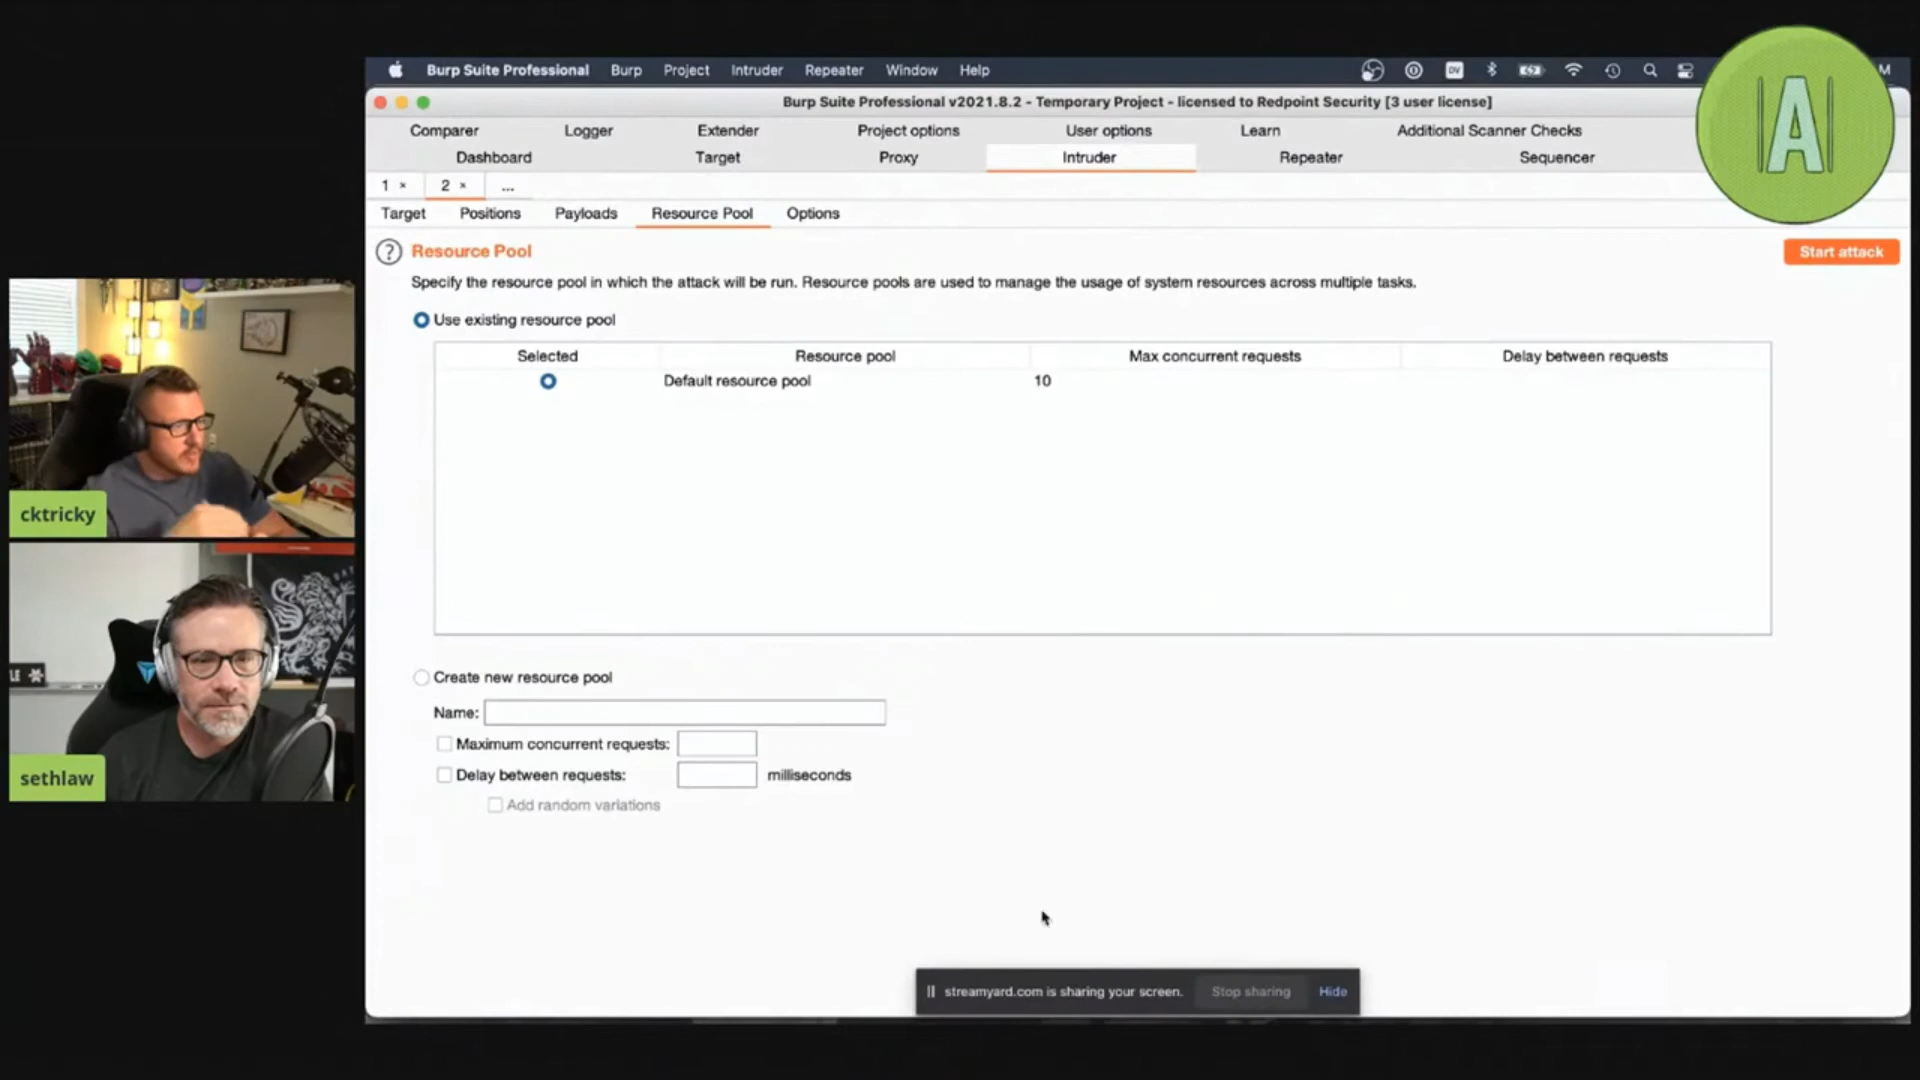 Burp Suite Professional Burp Project Intruder Repeater Window Help
M
Burp Suite Professional v2021.8.2 - Temporary Project - licensed to Redpoint Security [3 user license]
Comparer Logger Extender Project options User options Learn Additional Scanner Checks
Dashboard Target Proxy Intruder Repeater Sequencer
1 × 2 × ...
Target Positions Payloads Resource Pool Options
? Resource Pool
Start attack
Specify the resource pool in which the attack will be run. Resource pools are used to manage the usage of system resources across multiple tasks.
Use existing resource pool
Selected Resource pool Max concurrent requests Delay between requests
Default resource pool 10
Create new resource pool
Name:
Maximum concurrent requests:
Delay between requests: milliseconds
Add random variations
streamyard.com is sharing your screen. Stop sharing Hide
A
cktricky
sethlaw